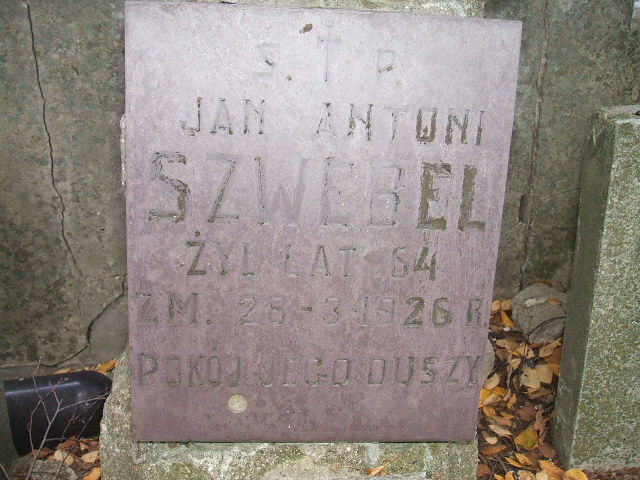 Ś. † P.
JAN ANTONI
SZWEBEL
ŻYŁ LAT 64
ZM. 28-3-1926 R.
POKÓJ JEGO DUSZY